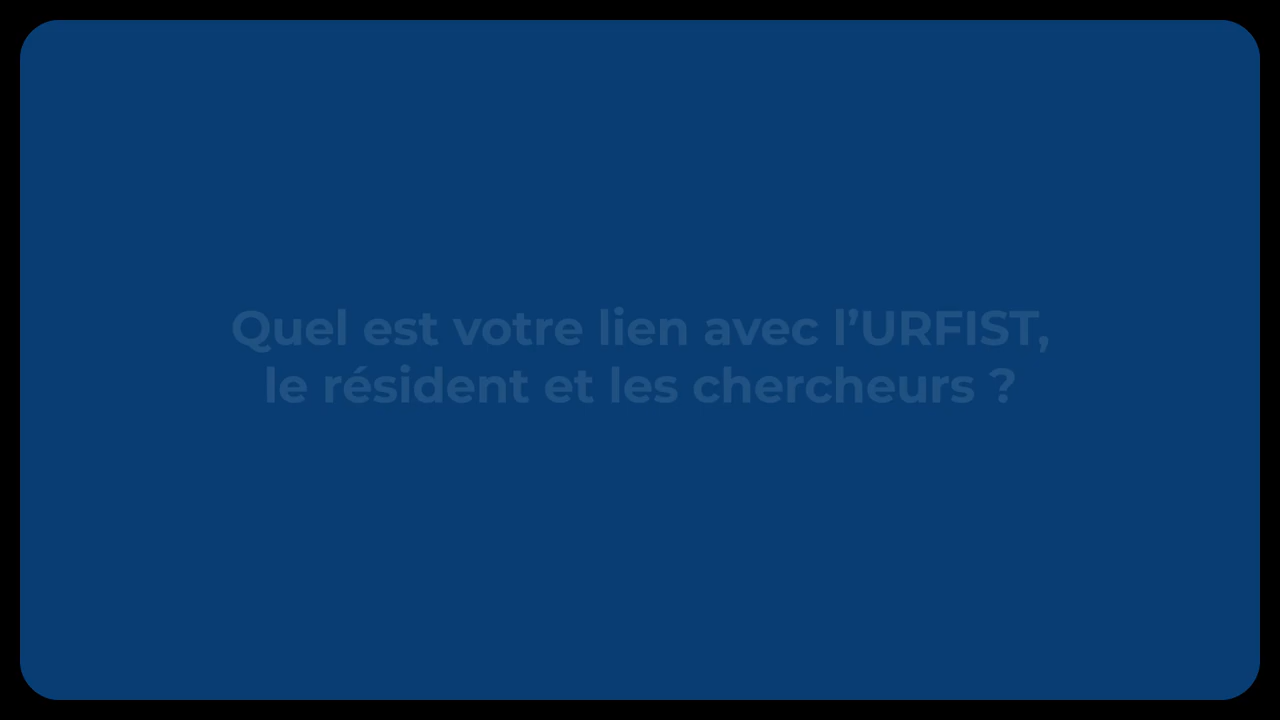 Quel est votre lien avec l’URFIST,
le résident et les chercheurs ?